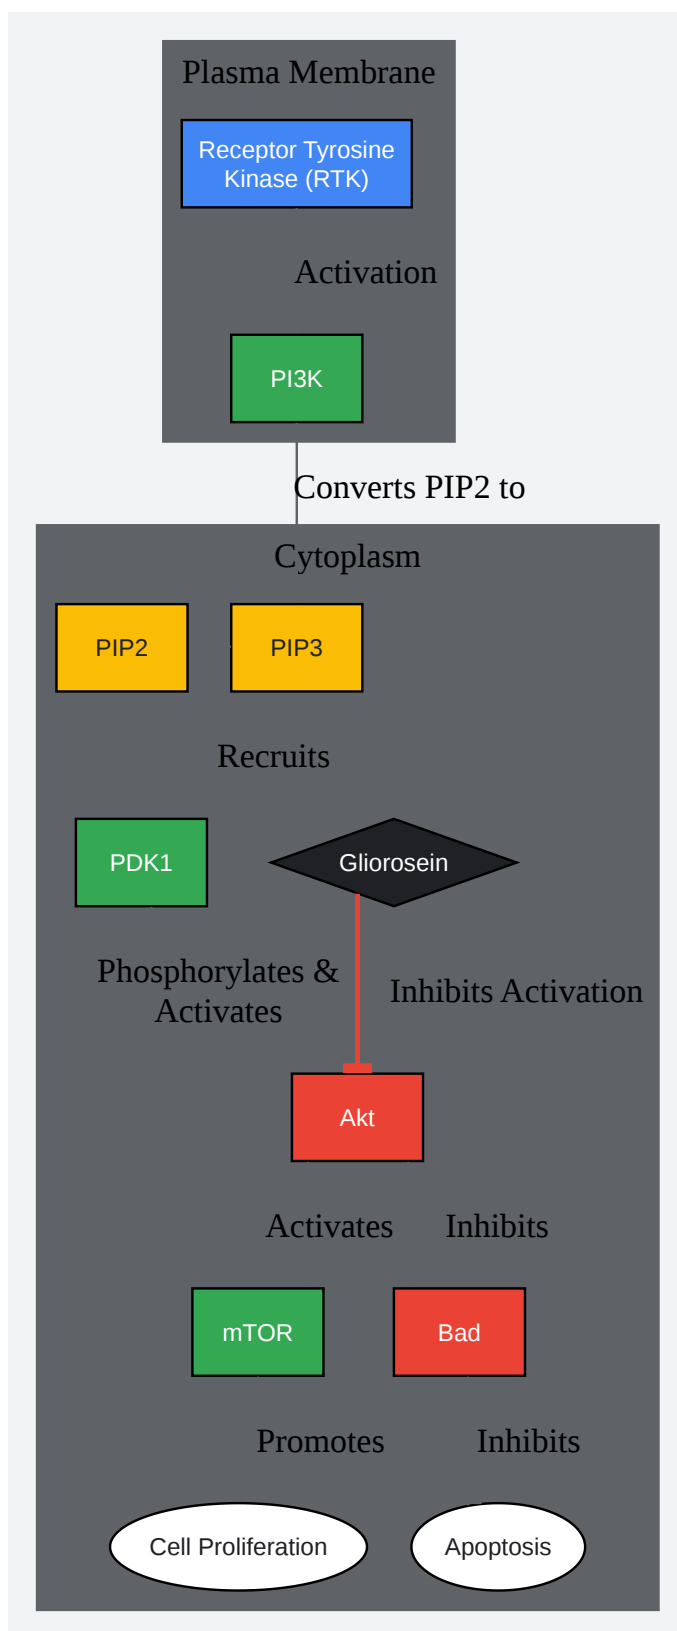 Plasma Membrane
Receptor Tyrosine
Kinase (RTK)
Activation
PI3K
Converts PIP2 to
Cytoplasm
PIP2
PIP3
Recruits
PDK1
Gliorosein
Phosphorylates &
Activates
Inhibits Activation
Akt
Activates
Inhibits
mTOR
Bad
Promotes
Inhibits
Cell Proliferation
Apoptosis